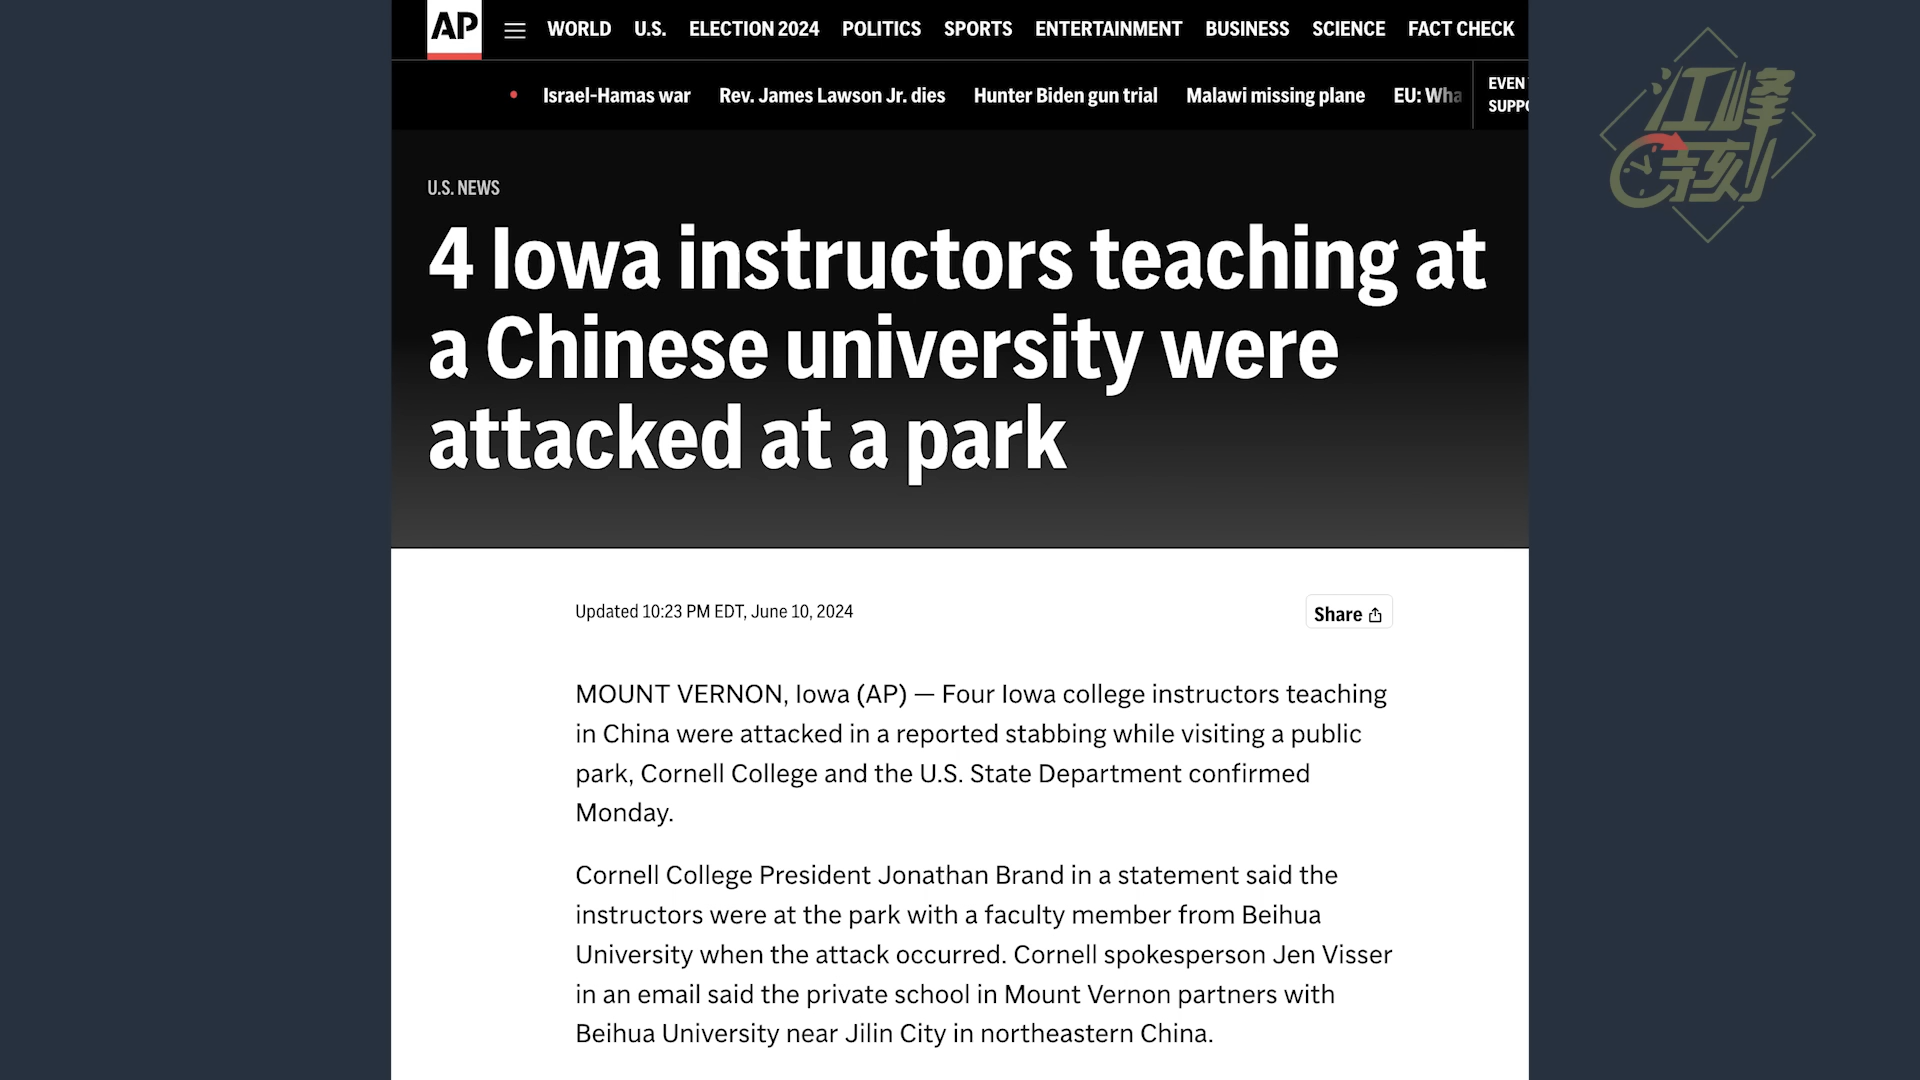 AP
WORLD U.S. ELECTION 2024 POLITICS SPORTS ENTERTAINMENT BUSINESS SCIENCE FACT CHECK
Israel-Hamas war Rev. James Lawson Jr. dies Hunter Biden gun trial Malawi missing plane EU: Wha
EVEN
SUPPO
江峰
时刻
U.S. NEWS
4 Iowa instructors teaching at
a Chinese university were
attacked at a park
Updated 10:23 PM EDT, June 10, 2024
Share
MOUNT VERNON, Iowa (AP) — Four Iowa college instructors teaching
in China were attacked in a reported stabbing while visiting a public
park, Cornell College and the U.S. State Department confirmed
Monday.
Cornell College President Jonathan Brand in a statement said the
instructors were at the park with a faculty member from Beihua
University when the attack occurred. Cornell spokesperson Jen Visser
in an email said the private school in Mount Vernon partners with
Beihua University near Jilin City in northeastern China.